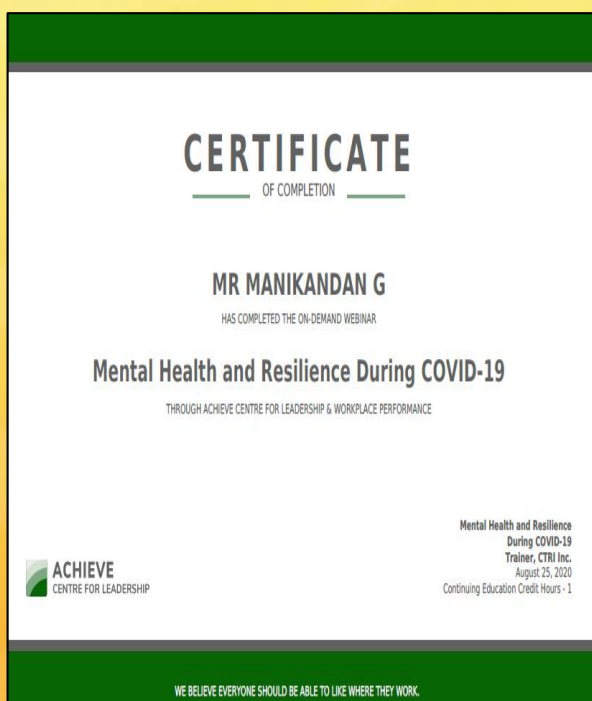 CERTIFICATE
OF COMPLETION
MR MANIKANDAN G
HAS COMPLETED THE ON-DEMAND WEBINAR
Mental Health and Resilience During COVID-19
THROUGH ACHIEVE CENTRE FOR LEADERSHIP & WORKPLACE PERFORMANCE
ACHIEVE
CENTRE FOR LEADERSHIP
Mental Health and Resilience
During COVID-19
Trainer, CTRI Inc.
August 25, 2020
Continuing Education Credit Hours - 1
WE BELIEVE EVERYONE SHOULD BE ABLE TO LIKE WHERE THEY WORK.